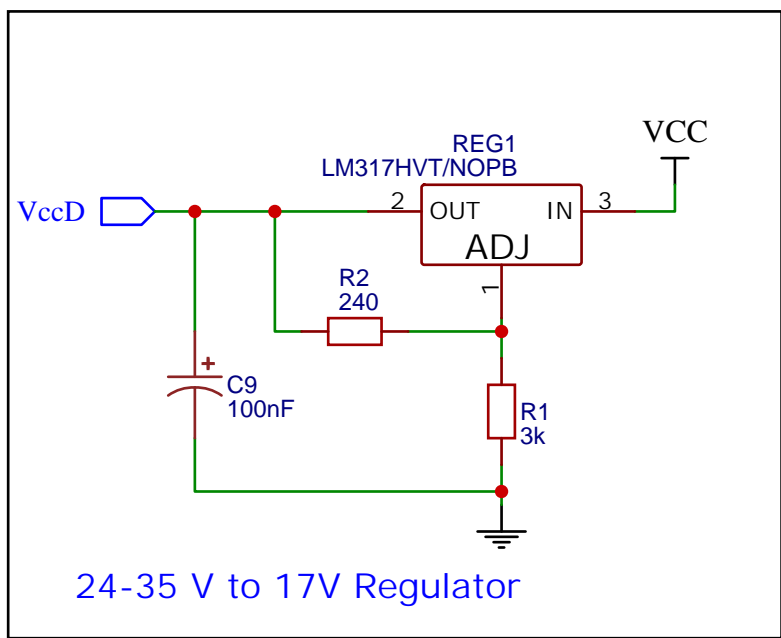 REG1
LM317HVT/NOPB
VCC
VccD
2
OUT
IN
3
ADJ
1
R2
240
C9
100nF
R1
3k
24-35 V to 17V Regulator